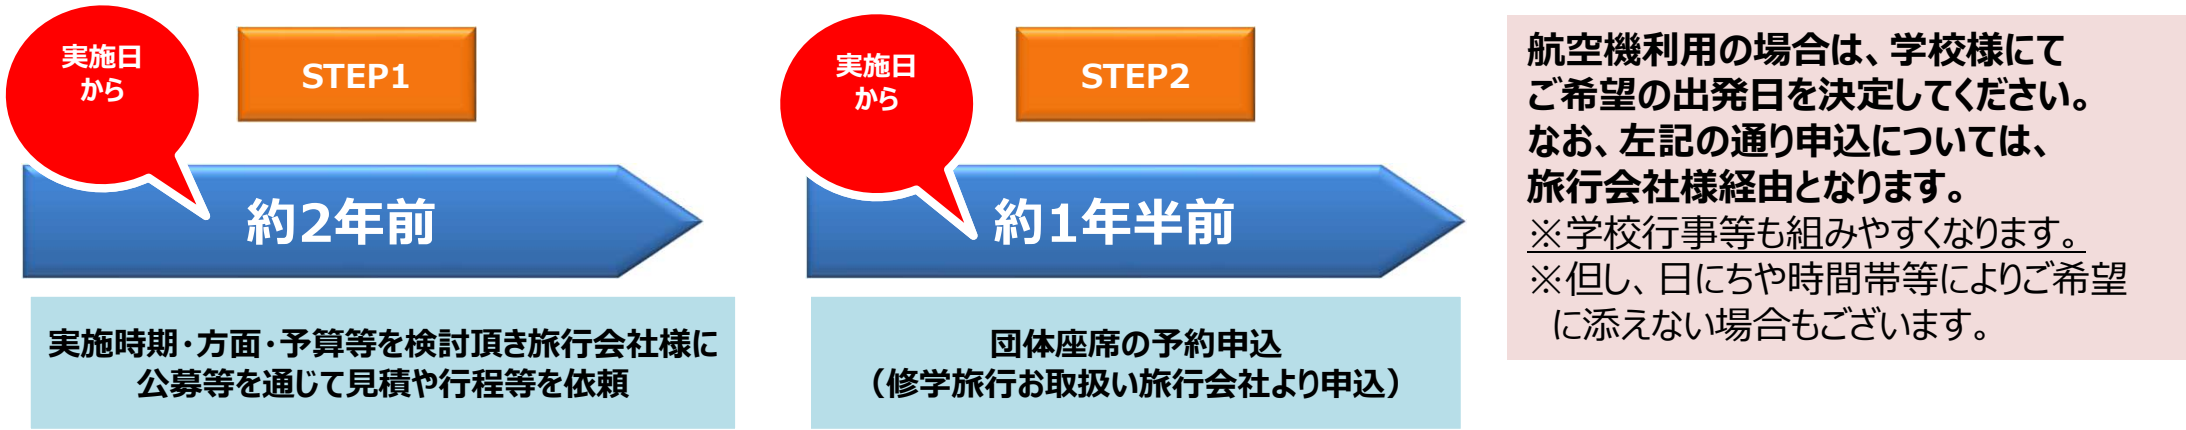 実施日
から
STEP1
約2年前
実施時期・方面・予算等を検討頂き旅行会社様に
公募等を通じて見積や行程等を依頼
実施日
から
STEP2
約1年半前
団体座席の予約申込
（修学旅行お取扱い旅行会社より申込）
航空機利用の場合は、学校様にて
ご希望の出発日を決定してください。
なお、左記の通り申込については、
旅行会社様経由となります。
※学校行事等も組みやすくなります。
※但し、日にちや時間帯等によりご希望
に添えない場合もございます。